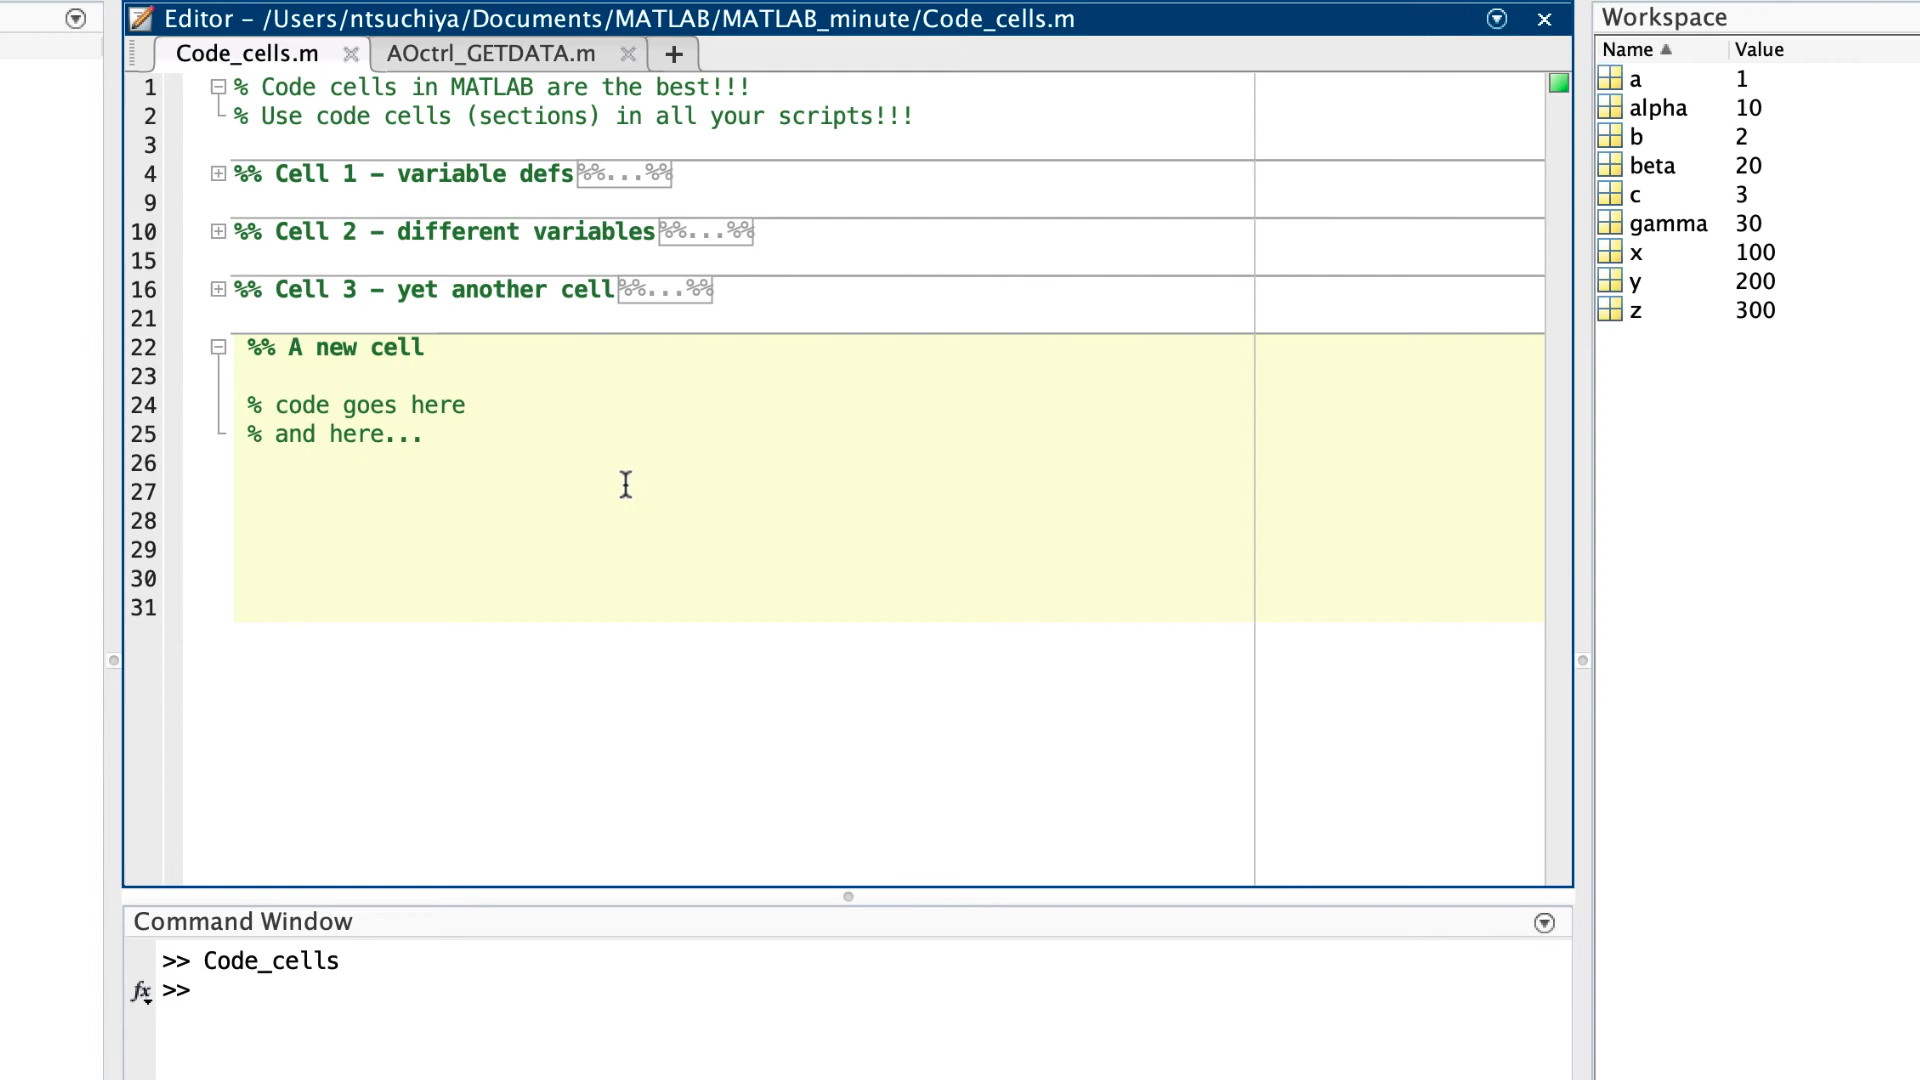 Editor – /Users/ntsuchiya/Documents/MATLAB/MATLAB_minute/Code_cells.m
Code_cells.m AOctrl_GETDATA.m +
1 % Code cells in MATLAB are the best!!!
2 % Use code cells (sections) in all your scripts!!!
3
4 %% Cell 1 – variable defs%%...%%
9
10 %% Cell 2 – different variables%%...%%
15
16 %% Cell 3 – yet another cell%%...%%
21
22 %% A new cell
23
24 % code goes here
25 % and here...
26
27
28
29
30
31
Command Window
>> Code_cells
fx >>
Workspace
Name Value
a 1
alpha 10
b 2
beta 20
c 3
gamma 30
x 100
y 200
z 300